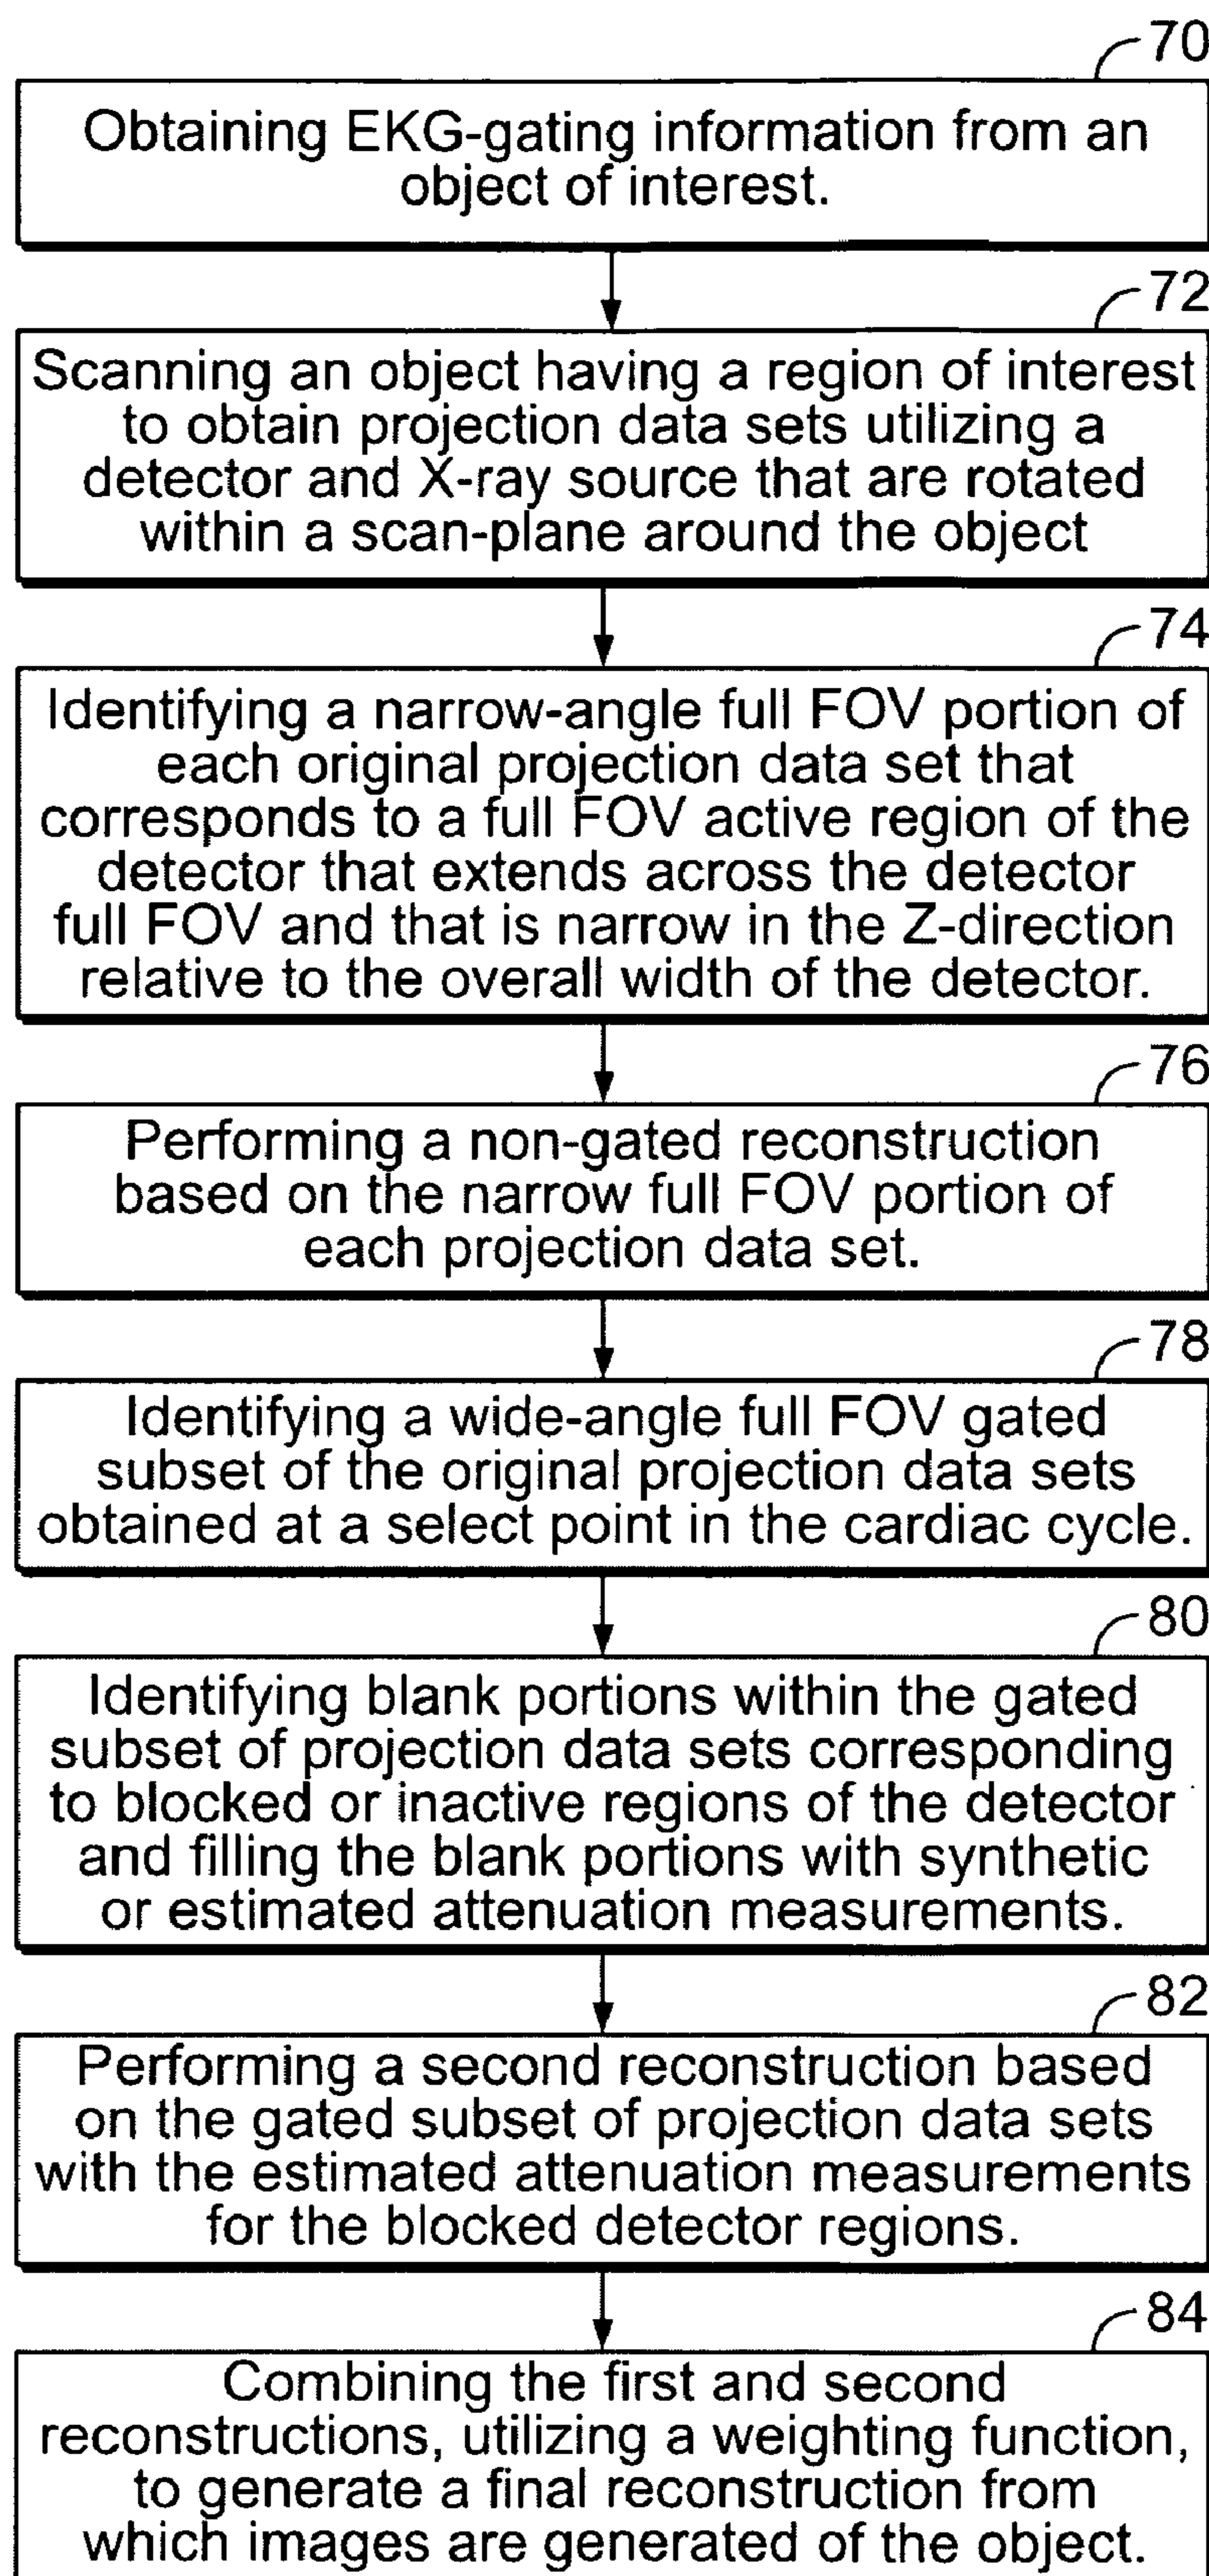 70
Obtaining EKG-gating information from an
object of interest.
72
Scanning an object having a region of interest
to obtain projection data sets utilizing a
detector and X-ray source that are rotated
within a scan-plane around the object
74
Identifying a narrow-angle full FOV portion of
each original projection data set that
corresponds to a full FOV active region of the
detector that extends across the detector
full FOV and that is narrow in the Z-direction
relative to the overall width of the detector.
76
Performing a non-gated reconstruction
based on the narrow full FOV portion of
each projection data set.
78
Identifying a wide-angle full FOV gated
subset of the original projection data sets
obtained at a select point in the cardiac cycle.
80
Identifying blank portions within the gated
subset of projection data sets corresponding
to blocked or inactive regions of the detector
and filling the blank portions with synthetic
or estimated attenuation measurements.
82
Performing a second reconstruction based
on the gated subset of projection data sets
with the estimated attenuation measurements
for the blocked detector regions.
84
Combining the first and second
reconstructions, utilizing a weighting function,
to generate a final reconstruction from
which images are generated of the object.